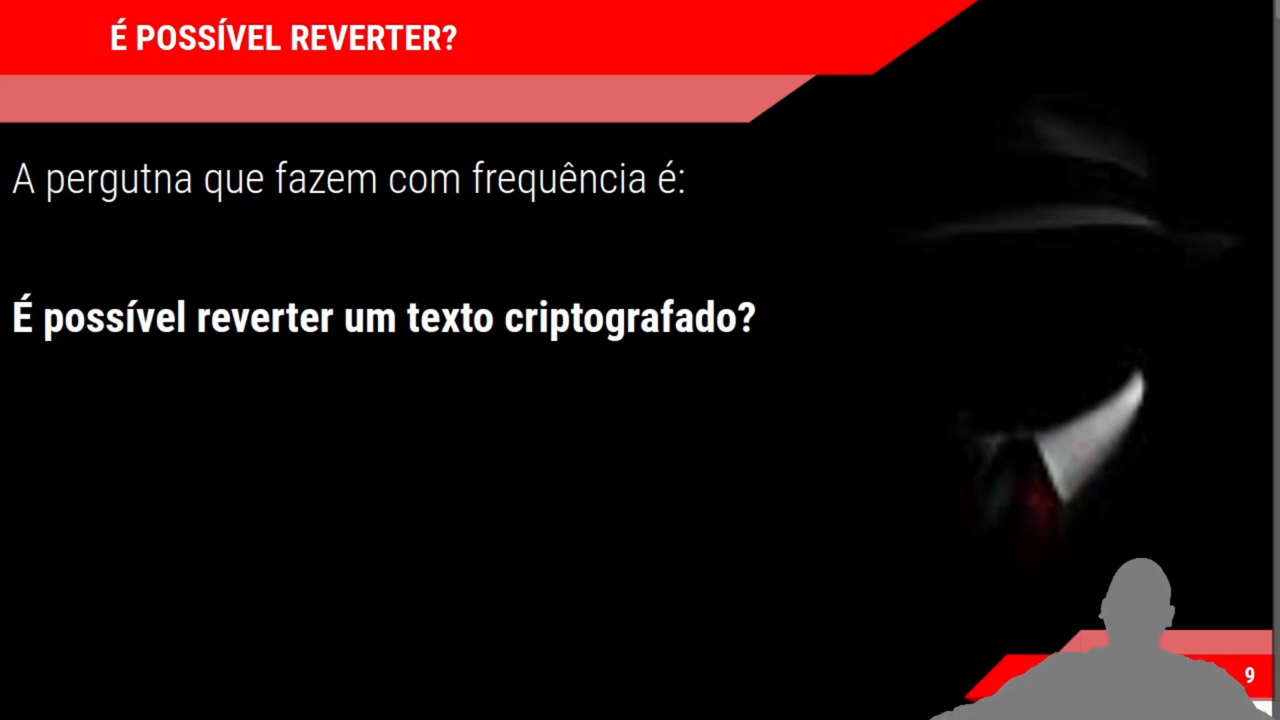 É POSSÍVEL REVERTER?
A pergutna que fazem com frequência é:
É possível reverter um texto criptografado?
9